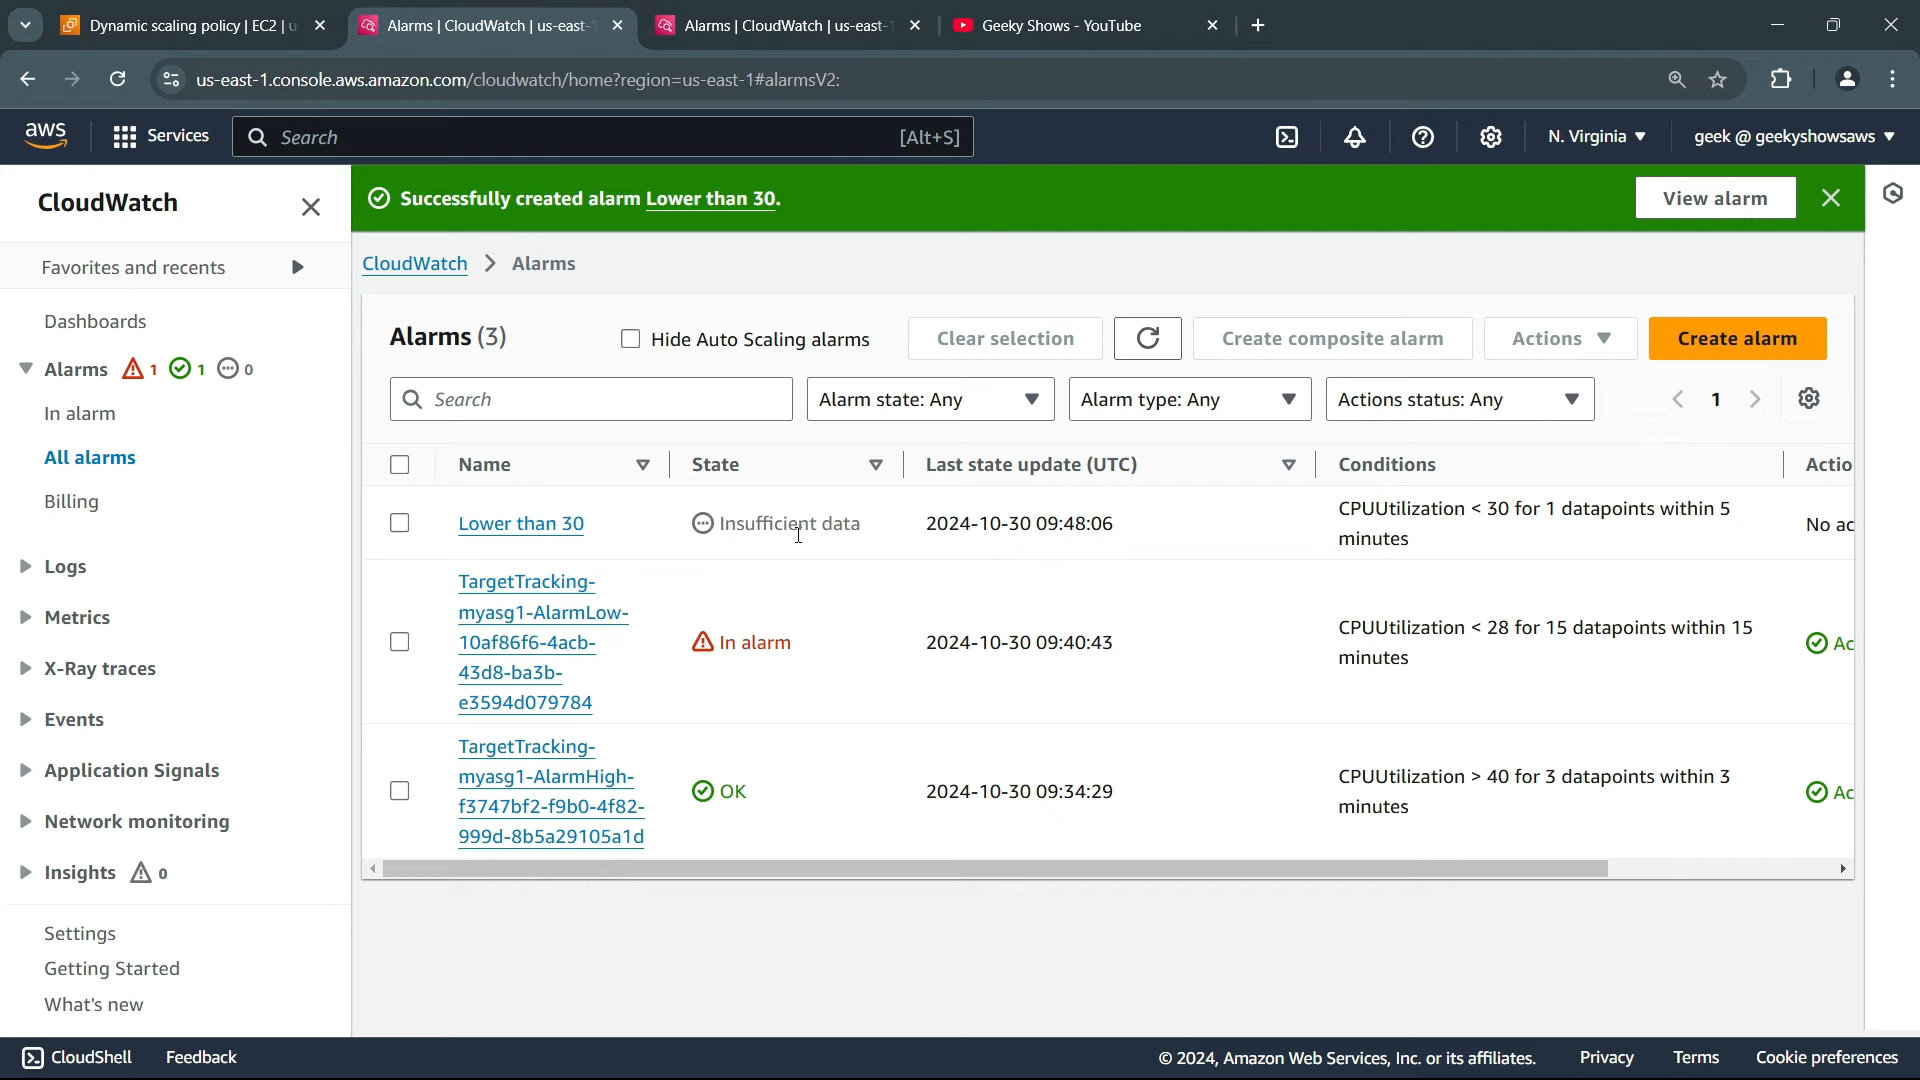 Dynamic scaling policy | EC2 | u
Alarms | CloudWatch | us-east-1
Alarms | CloudWatch | us-east-1
Geeky Shows - YouTube
us-east-1.console.aws.amazon.com/cloudwatch/home?region=us-east-1#alarmsV2:
aws
Services
Search
[Alt+S]
N. Virginia
geek @ geekyshowsaws
CloudWatch
Favorites and recents
Dashboards
Alarms 1 1 0
In alarm
All alarms
Billing
Logs
Metrics
X-Ray traces
Events
Application Signals
Network monitoring
Insights 0
Settings
Getting Started
What's new
Successfully created alarm Lower than 30.
View alarm
CloudWatch > Alarms
Alarms (3)
Hide Auto Scaling alarms
Clear selection
Create composite alarm
Actions
Create alarm
Search
Alarm state: Any
Alarm type: Any
Actions status: Any
1
Name
State
Last state update (UTC)
Conditions
Actio
Lower than 30
Insufficient data
2024-10-30 09:48:06
CPUUtilization < 30 for 1 datapoints within 5
minutes
No ac
TargetTracking-
myasg1-AlarmLow-
10af86f6-4acb-
43d8-ba3b-
e3594d079784
In alarm
2024-10-30 09:40:43
CPUUtilization < 28 for 15 datapoints within 15
minutes
Ac
TargetTracking-
myasg1-AlarmHigh-
f3747bf2-f9b0-4f82-
999d-8b5a29105a1d
OK
2024-10-30 09:34:29
CPUUtilization > 40 for 3 datapoints within 3
minutes
Ac
CloudShell
Feedback
© 2024, Amazon Web Services, Inc. or its affiliates.
Privacy
Terms
Cookie preferences